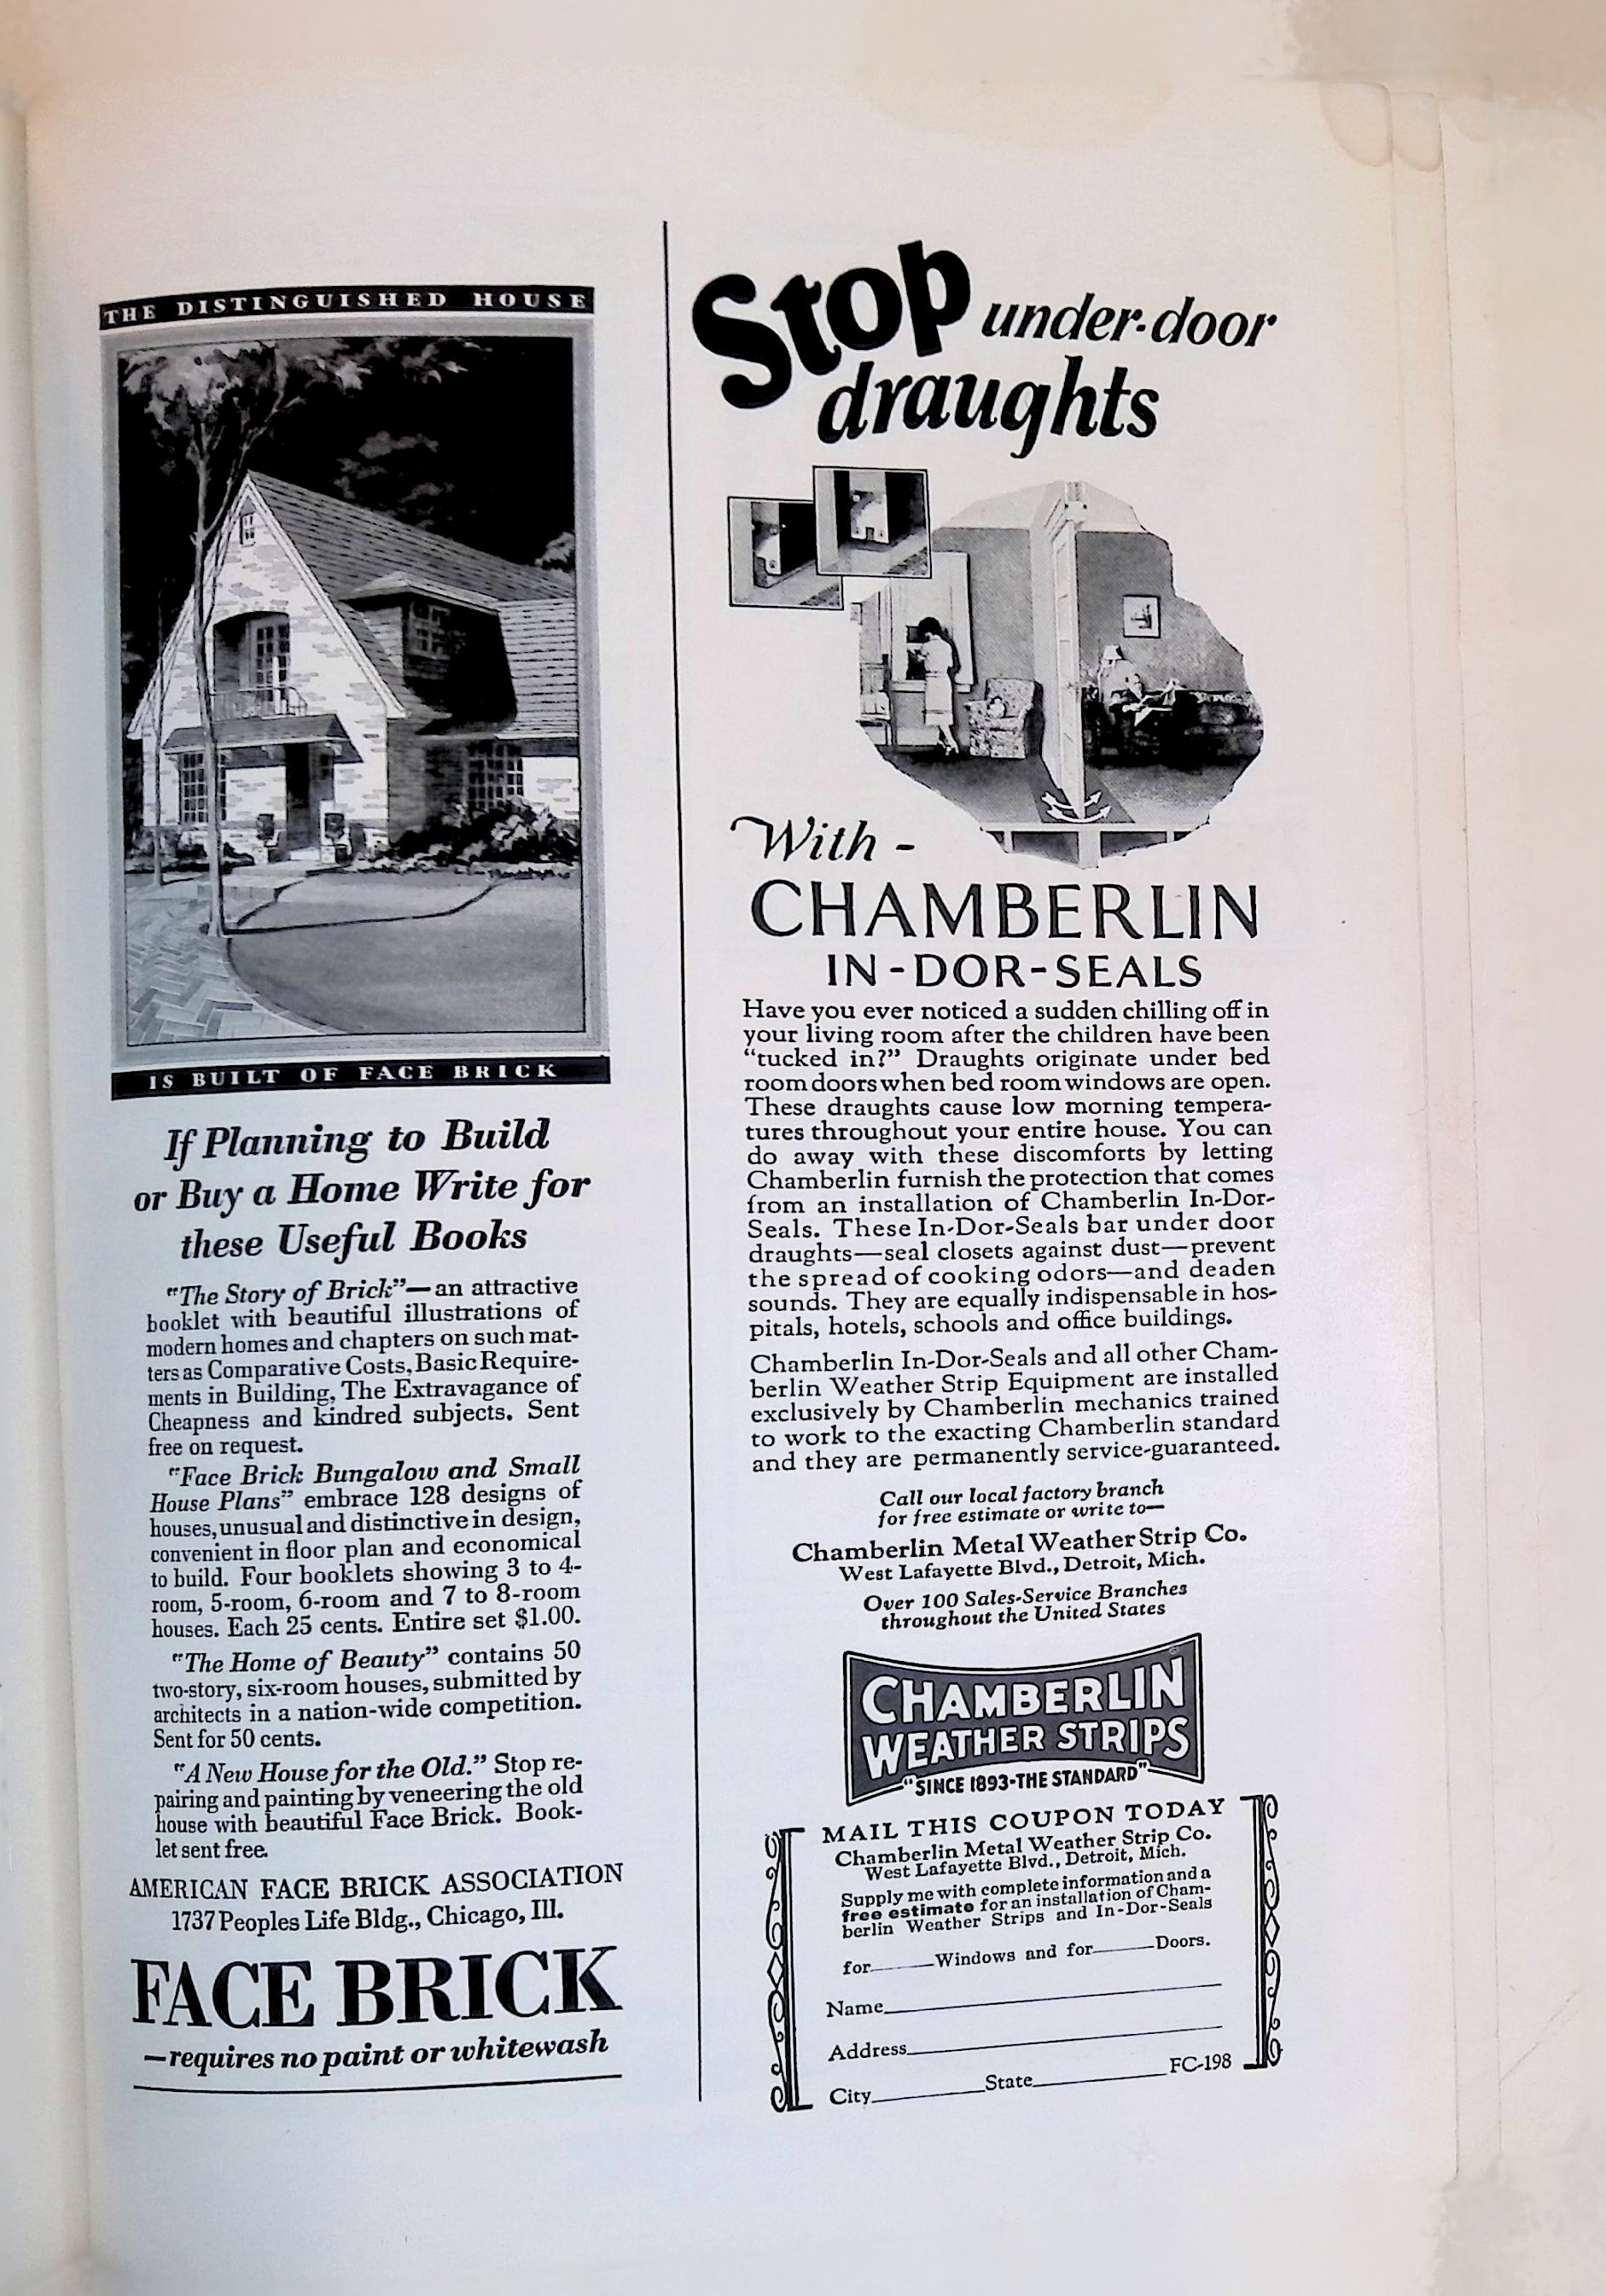 THE DISTINGUISHED HOUSE
IS BUILT OF FACE BRICK
If Planning to Build
or Buy a Home Write for
these Useful Books
"The Story of Brick"—an attractive
booklet with beautiful illustrations of
modern homes and chapters on such mat-
ters as Comparative Costs, Basic Require-
ments in Building, The Extravagance of
Cheapness and kindred subjects. Sent
free on request.
"Face Brick Bungalow and Small
House Plans" embrace 128 designs of
houses, unusual and distinctive in design,
convenient in floor plan and economical
to build. Four booklets showing 3 to 4-
room, 5-room, 6-room and 7 to 8-room
houses. Each 25 cents. Entire set $1.00.
"The Home of Beauty" contains 50
two-story, six-room houses, submitted by
architects in a nation-wide competition.
Sent for 50 cents.
"A New House for the Old." Stop re-
pairing and painting by veneering the old
house with beautiful Face Brick. Book-
let sent free.
AMERICAN FACE BRICK ASSOCIATION
1737 Peoples Life Bldg., Chicago, Ill.
FACE BRICK
—requires no paint or whitewash
Stop under-door
draughts
With -
CHAMBERLIN
IN-DOR-SEALS
Have you ever noticed a sudden chilling off in
your living room after the children have been
"tucked in?" Draughts originate under bed
room doors when bed room windows are open.
These draughts cause low morning tempera-
tures throughout your entire house. You can
do away with these discomforts by letting
Chamberlin furnish the protection that comes
from an installation of Chamberlin In-Dor-
Seals. These In-Dor-Seals bar under door
draughts—seal closets against dust—prevent
the spread of cooking odors—and deaden
sounds. They are equally indispensable in hos-
pitals, hotels, schools and office buildings.
Chamberlin In-Dor-Seals and all other Cham-
berlin Weather Strip Equipment are installed
exclusively by Chamberlin mechanics trained
to work to the exacting Chamberlin standard
and they are permanently service-guaranteed.
Call our local factory branch
for free estimate or write to—
Chamberlin Metal Weather Strip Co.
West Lafayette Blvd., Detroit, Mich.
Over 100 Sales-Service Branches
throughout the United States
CHAMBERLIN
WEATHER STRIPS
"SINCE 1893-THE STANDARD"
MAIL THIS COUPON TODAY
Chamberlin Metal Weather Strip Co.
West Lafayette Blvd., Detroit, Mich.
Supply me with complete information and a
free estimate for an installation of Cham-
berlin Weather Strips and In-Dor-Seals
for______Windows and for______Doors.
Name______
Address______
City______State______FC-198